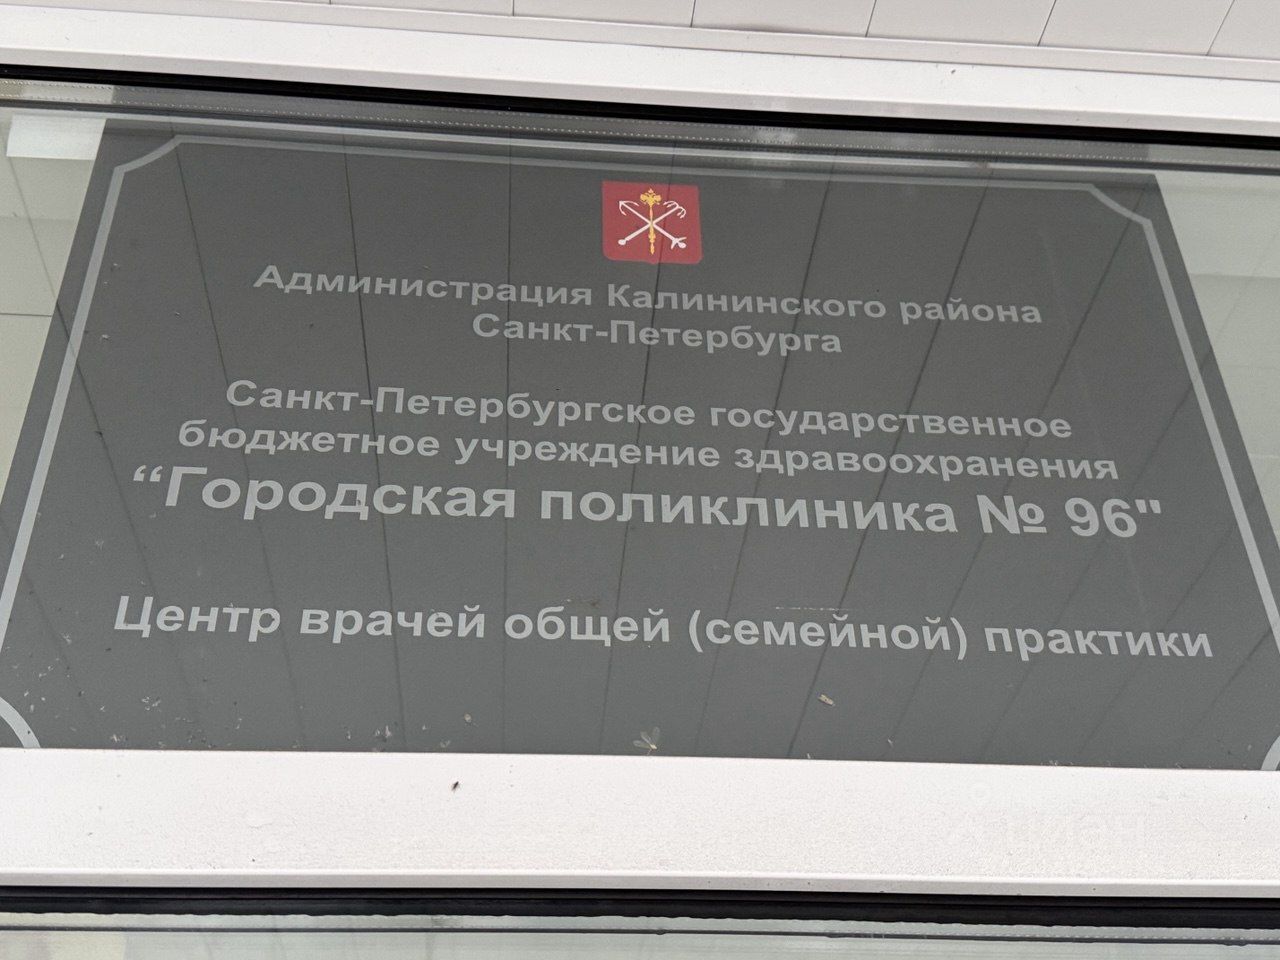 Администрация Калининского района
Санкт-Петербурга
Санкт-Петербургское государственное
бюджетное учреждение здравоохранения
“Городская поликлиника № 96"
Центр врачей общей (семейной) практики
циан